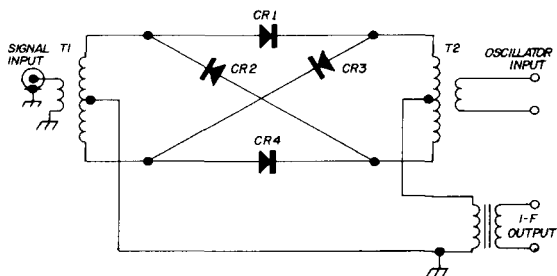 CR1
SIGNAL
INPUT
T1
CR2
CR3
T2
OSCILLATOR
INPUT
CR4
I-F
OUTPUT